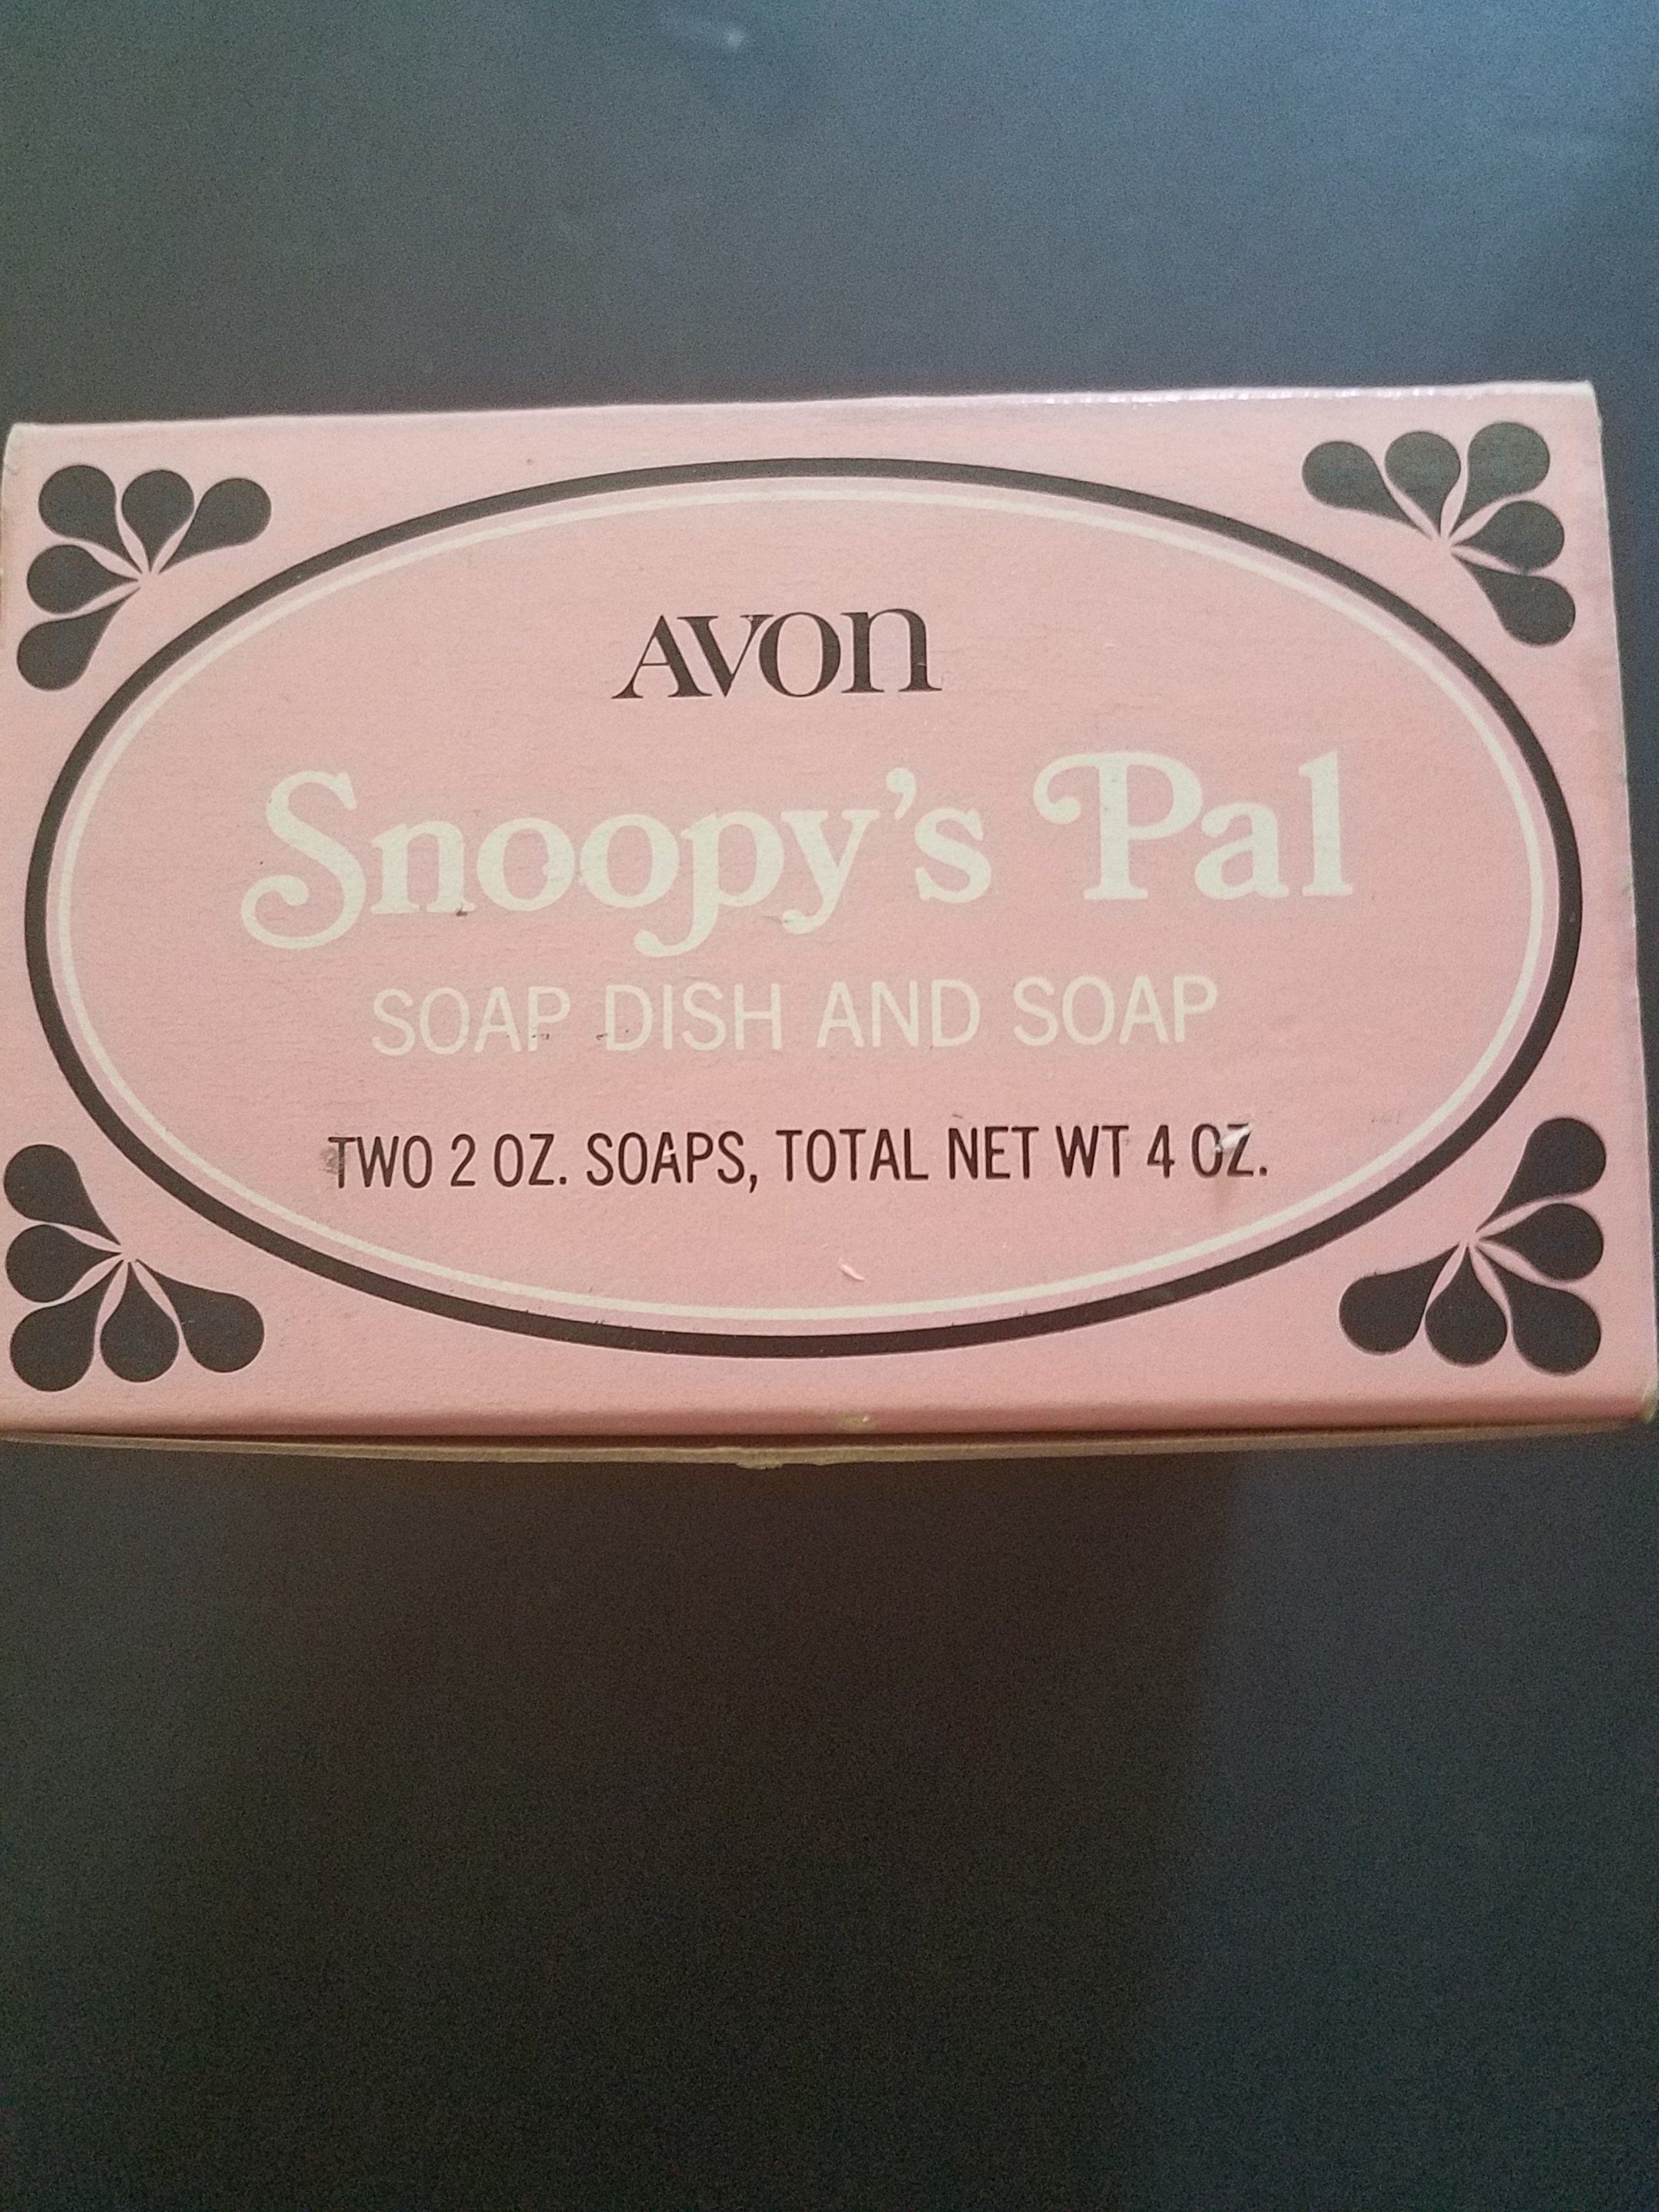 AVON
Snoopy's Pal
SOAP DISH AND SOAP
TWO 2 OZ. SOAPS, TOTAL NET WT 4 OZ.